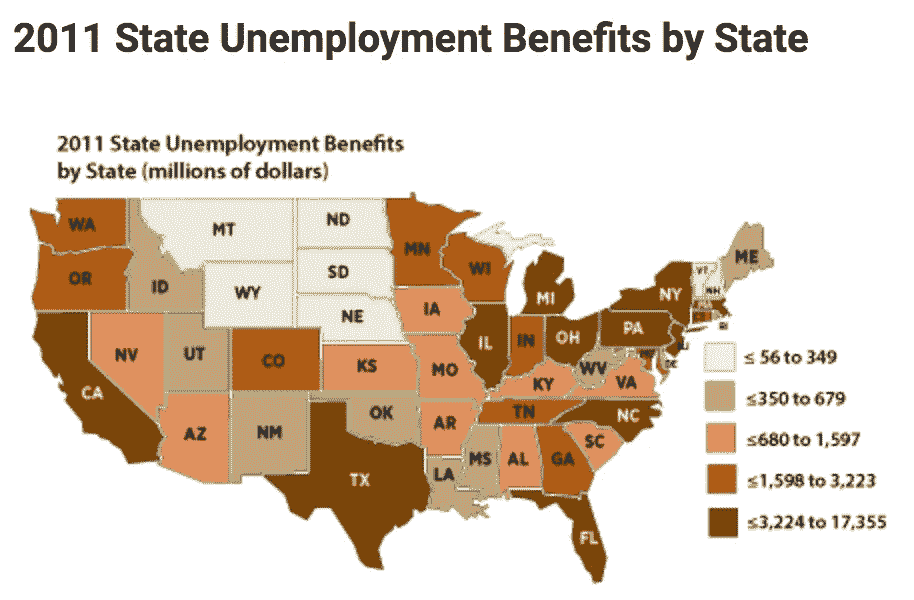 2011 State Unemployment Benefits by State
2011 State Unemployment Benefits
by State (millions of dollars)
WA
MT
ND
MN
OR
ID
SD
WI
WY
MI
NY
ME
VT
NH
NE
IA
NV
UT
CO
IL
IN
OH
PA
NJ
CA
KS
MO
WV
VA
KY
DE
AZ
NM
OK
AR
TN
NC
SC
TX
LA
MS
AL
GA
FL
≤ 56 to 349
≤350 to 679
≤680 to 1,597
≤1,598 to 3,223
≤3,224 to 17,355